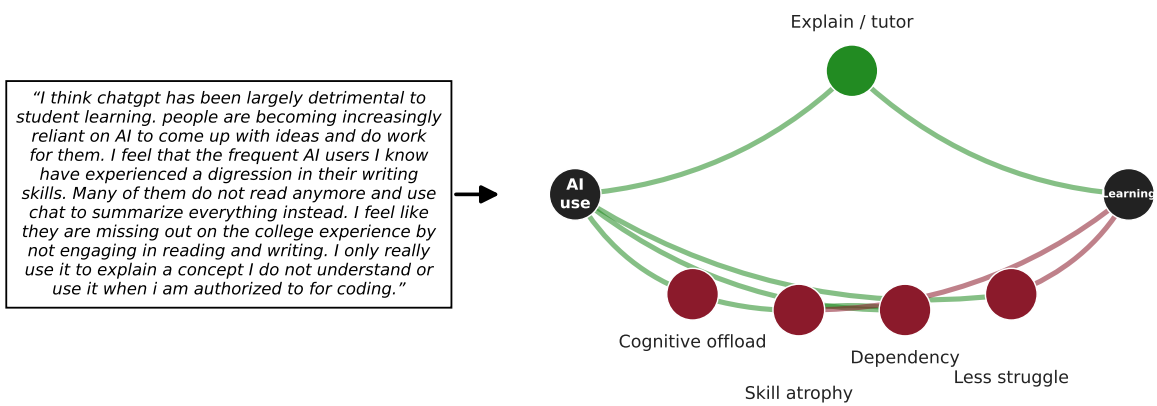 “I think chatgpt has been largely detrimental to
student learning. people are becoming increasingly
reliant on AI to come up with ideas and do work
for them. I feel that the frequent AI users I know
have experienced a digression in their writing
skills. Many of them do not read anymore and use
chat to summarize everything instead. I feel like
they are missing out on the college experience by
not engaging in reading and writing. I only really
use it to explain a concept I do not understand or
use it when i am authorized to for coding.”
Explain / tutor
AI
use
Learning
Cognitive offload
Dependency
Less struggle
Skill atrophy